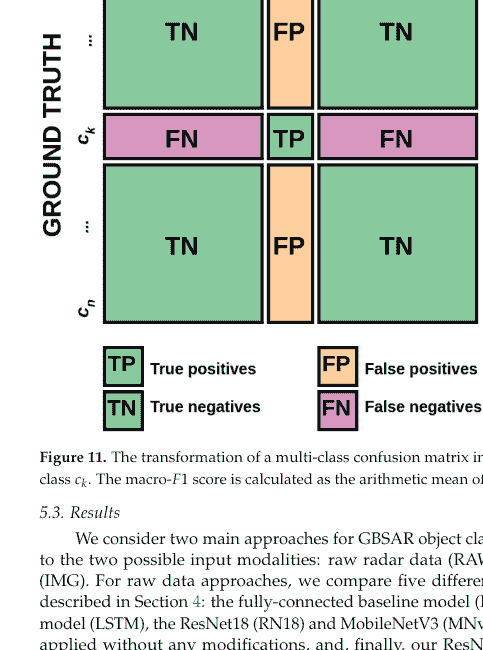 TN FP TN
...
GROUND TRUTH
ck
FN TP FN
...
TN FP TN
cn
TP True positives FP False positives
TN True negatives FN False negatives
Figure 11. The transformation of a multi-class confusion matrix in
class ck. The macro-F1 score is calculated as the arithmetic mean of
5.3. Results
We consider two main approaches for GBSAR object cla
to the two possible input modalities: raw radar data (RAW
(IMG). For raw data approaches, we compare five differen
described in Section 4: the fully-connected baseline model (
model (LSTM), the ResNet18 (RN18) and MobileNetV3 (MNv
applied without any modifications, and, finally, our ResN